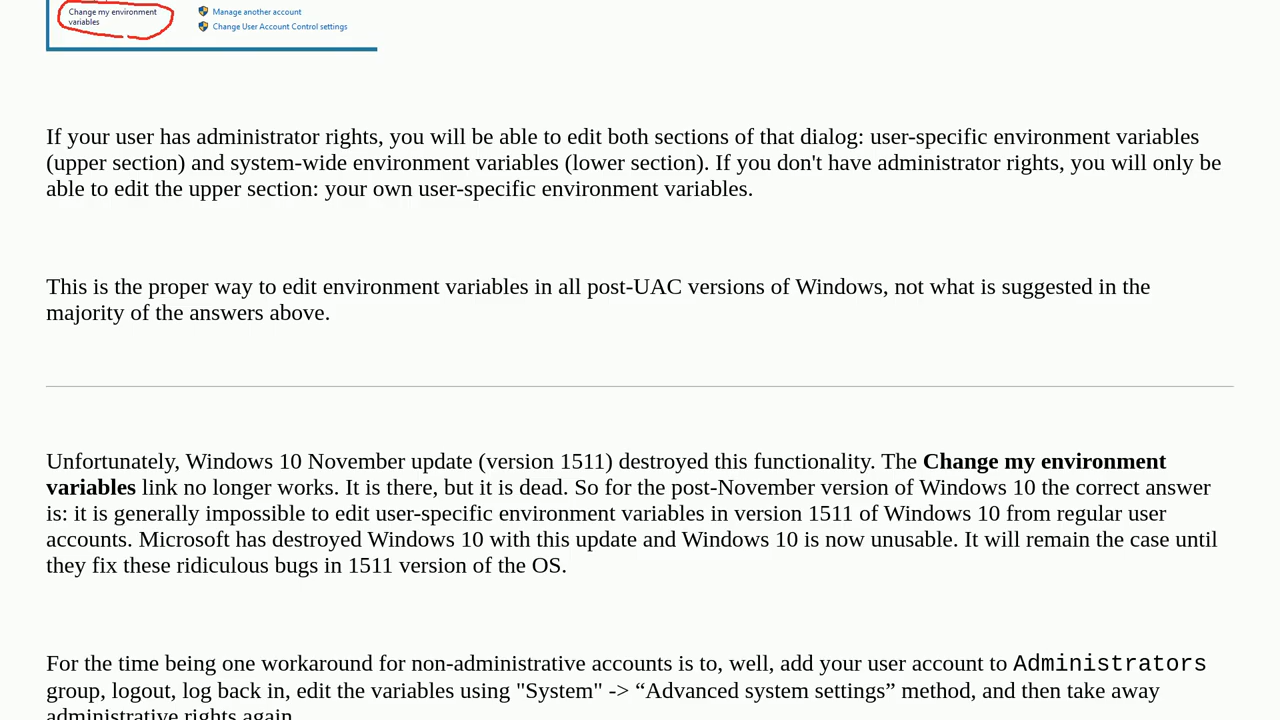 Change my environment
variables
Manage another account
Change User Account Control settings
If your user has administrator rights, you will be able to edit both sections of that dialog: user-specific environment variables
(upper section) and system-wide environment variables (lower section). If you don't have administrator rights, you will only be
able to edit the upper section: your own user-specific environment variables.
This is the proper way to edit environment variables in all post-UAC versions of Windows, not what is suggested in the
majority of the answers above.
Unfortunately, Windows 10 November update (version 1511) destroyed this functionality. The Change my environment
variables link no longer works. It is there, but it is dead. So for the post-November version of Windows 10 the correct answer
is: it is generally impossible to edit user-specific environment variables in version 1511 of Windows 10 from regular user
accounts. Microsoft has destroyed Windows 10 with this update and Windows 10 is now unusable. It will remain the case until
they fix these ridiculous bugs in 1511 version of the OS.
For the time being one workaround for non-administrative accounts is to, well, add your user account to Administrators
group, logout, log back in, edit the variables using "System" -> “Advanced system settings” method, and then take away
administrative rights again.